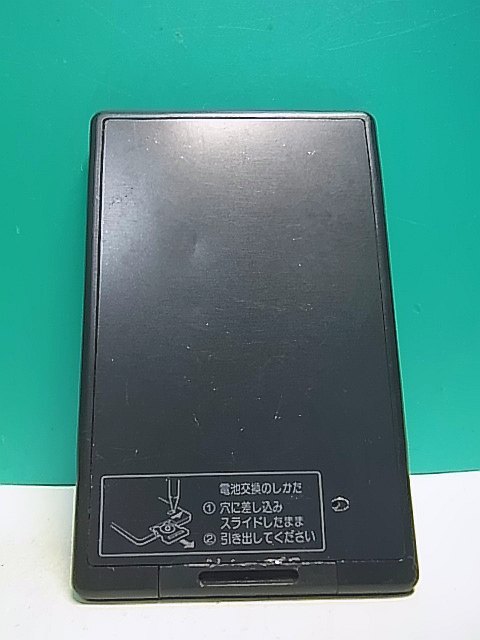 電池交換のしかた
① 穴に差し込み
スライドしたまま
② 引き出してください